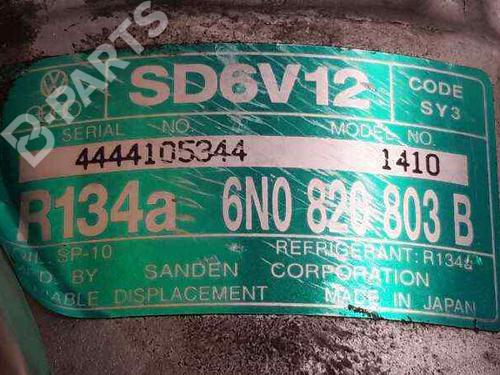 B-PARTS
SD6V12
CODE
SY3
SERIAL NO. MODEL NO.
4444105344 1410
R134a 6N0 820 803 B
SP-10 REFRIGERANT: R134a
BY SANDEN CORPORATION
DISPLACEMENT MADE IN JAPAN